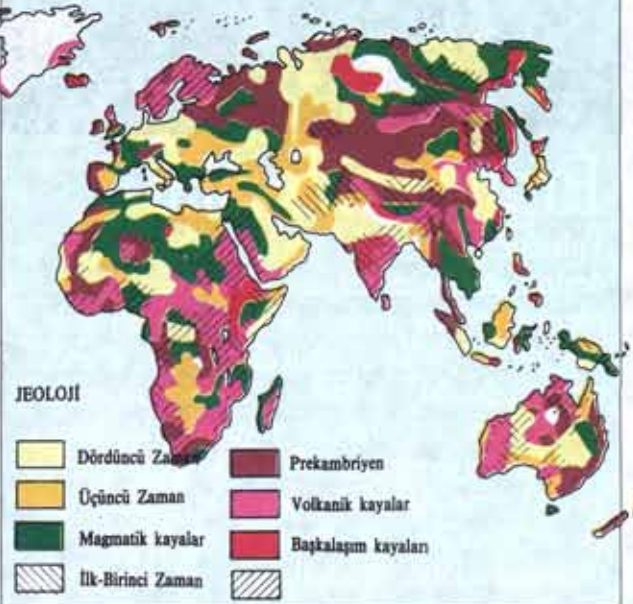 JEOLOJİ
Dördüncü Zaman
Üçüncü Zaman
Magmatik kayalar
İlk-Birinci Zaman
Prekambriyen
Volkanik kayalar
Başkalaşım kayaları